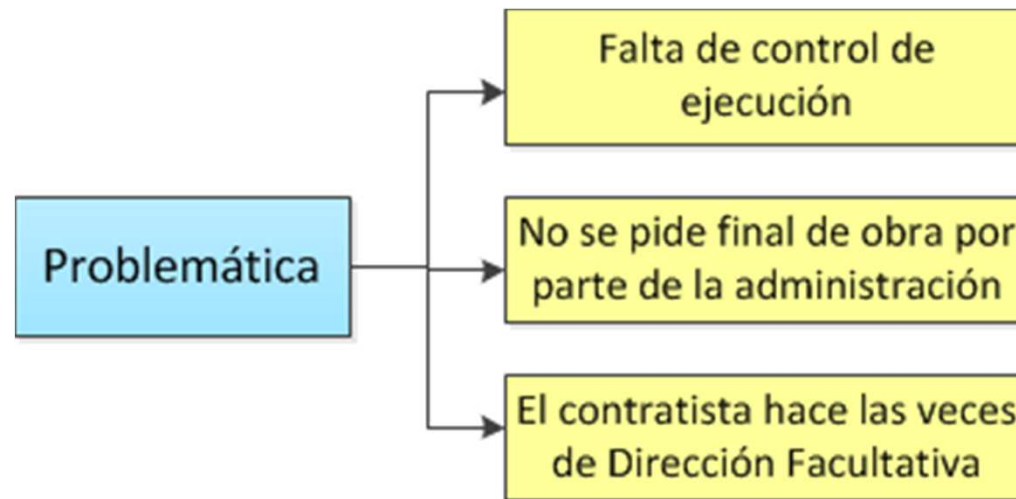 Problemática
Falta de control de
ejecución
No se pide final de obra por
parte de la administración
El contratista hace las veces
de Dirección Facultativa